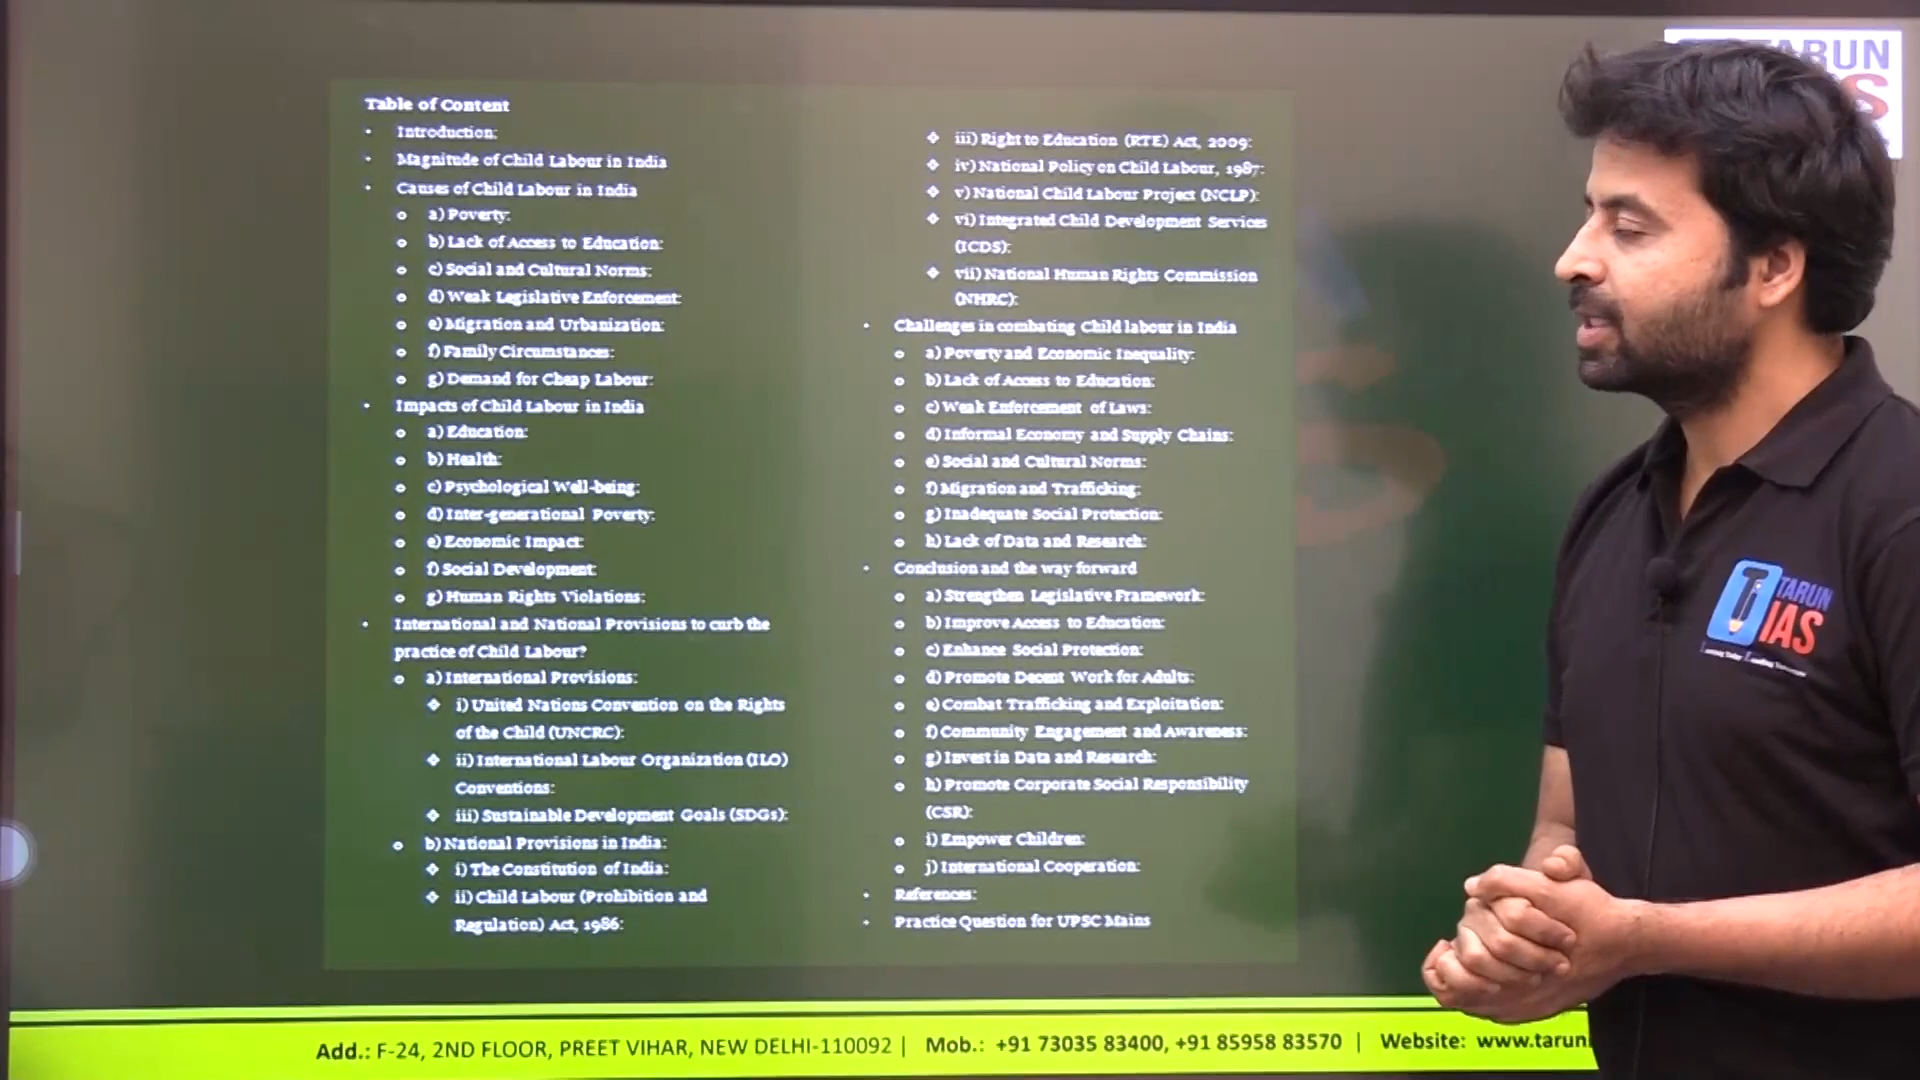 Table of Content
• Introduction:
• Magnitude of Child Labour in India
• Causes of Child Labour in India
o a) Poverty:
o b) Lack of Access to Education:
o c) Social and Cultural Norms:
o d) Weak Legislative Enforcement:
o e) Migration and Urbanization:
o f) Family Circumstances:
o g) Demand for Cheap Labour:
• Impacts of Child Labour in India
o a) Education:
o b) Health:
o c) Psychological Well-being:
o d) Inter-generational Poverty:
o e) Economic Impact:
o f) Social Development:
o g) Human Rights Violations:
• International and National Provisions to curb the
practice of Child Labour?
o a) International Provisions:
❖ i) United Nations Convention on the Rights
of the Child (UNCRC):
❖ ii) International Labour Organization (ILO)
Conventions:
❖ iii) Sustainable Development Goals (SDGs):
o b) National Provisions in India:
❖ i) The Constitution of India:
❖ ii) Child Labour (Prohibition and
Regulation) Act, 1986:
❖ iii) Right to Education (RTE) Act, 2009:
❖ iv) National Policy on Child Labour, 1987:
❖ v) National Child Labour Project (NCLP):
❖ vi) Integrated Child Development Services
(ICDS):
❖ vii) National Human Rights Commission
(NHRC):
• Challenges in combating Child labour in India
o a) Poverty and Economic Inequality:
o b) Lack of Access to Education:
o c) Weak Enforcement of Laws:
o d) Informal Economy and Supply Chains:
o e) Social and Cultural Norms:
o f) Migration and Trafficking:
o g) Inadequate Social Protection:
o h) Lack of Data and Research:
• Conclusion and the way forward
o a) Strengthen Legislative Framework:
o b) Improve Access to Education:
o c) Enhance Social Protection:
o d) Promote Decent Work for Adults:
o e) Combat Trafficking and Exploitation:
o f) Community Engagement and Awareness:
o g) Invest in Data and Research:
o h) Promote Corporate Social Responsibility
(CSR):
o i) Empower Children:
o j) International Cooperation:
• References:
• Practice Question for UPSC Mains
TARUN
IAS
Add.: F-24, 2ND FLOOR, PREET VIHAR, NEW DELHI-110092 | Mob.: +91 73035 83400, +91 85958 83570 | Website: www.tarun